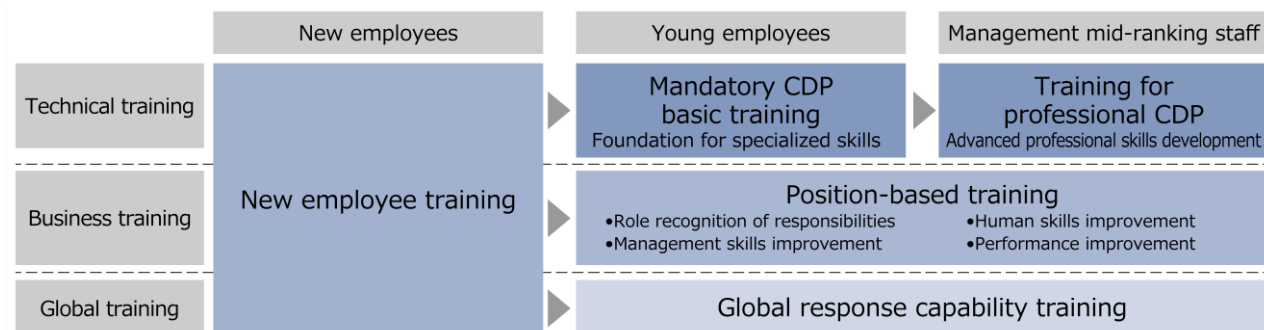 New employees
Young employees
Management mid-ranking staff
Technical training
New employee training
Mandatory CDP
basic training
Foundation for specialized skills
Training for
professional CDP
Advanced professional skills development
Business training
Position-based training
•Role recognition of responsibilities
•Human skills improvement
•Management skills improvement
•Performance improvement
Global training
Global response capability training